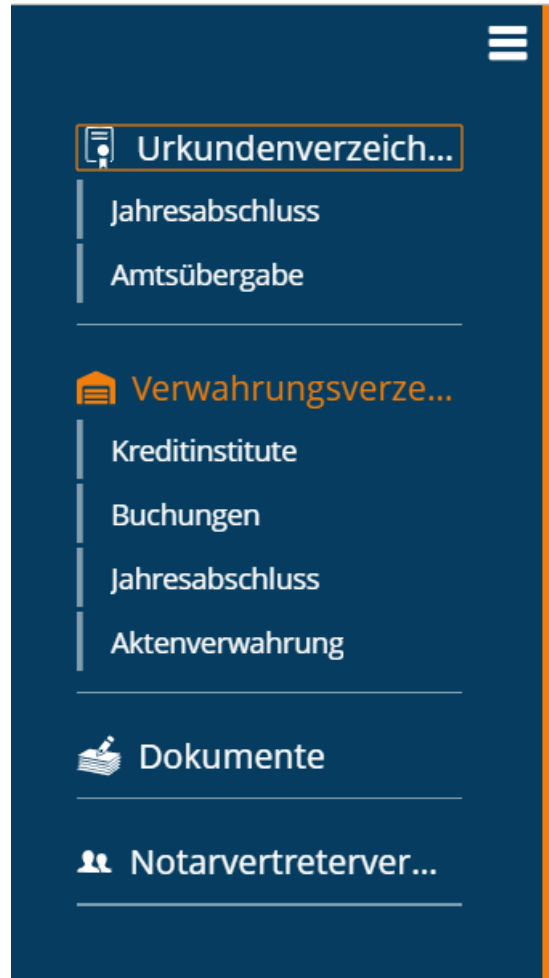 Urkundenverzeich...
Jahresabschluss
Amtsübergabe
Verwahrungsverze...
Kreditinstitute
Buchungen
Jahresabschluss
Aktenverwahrung
Dokumente
Notarvertreterver...